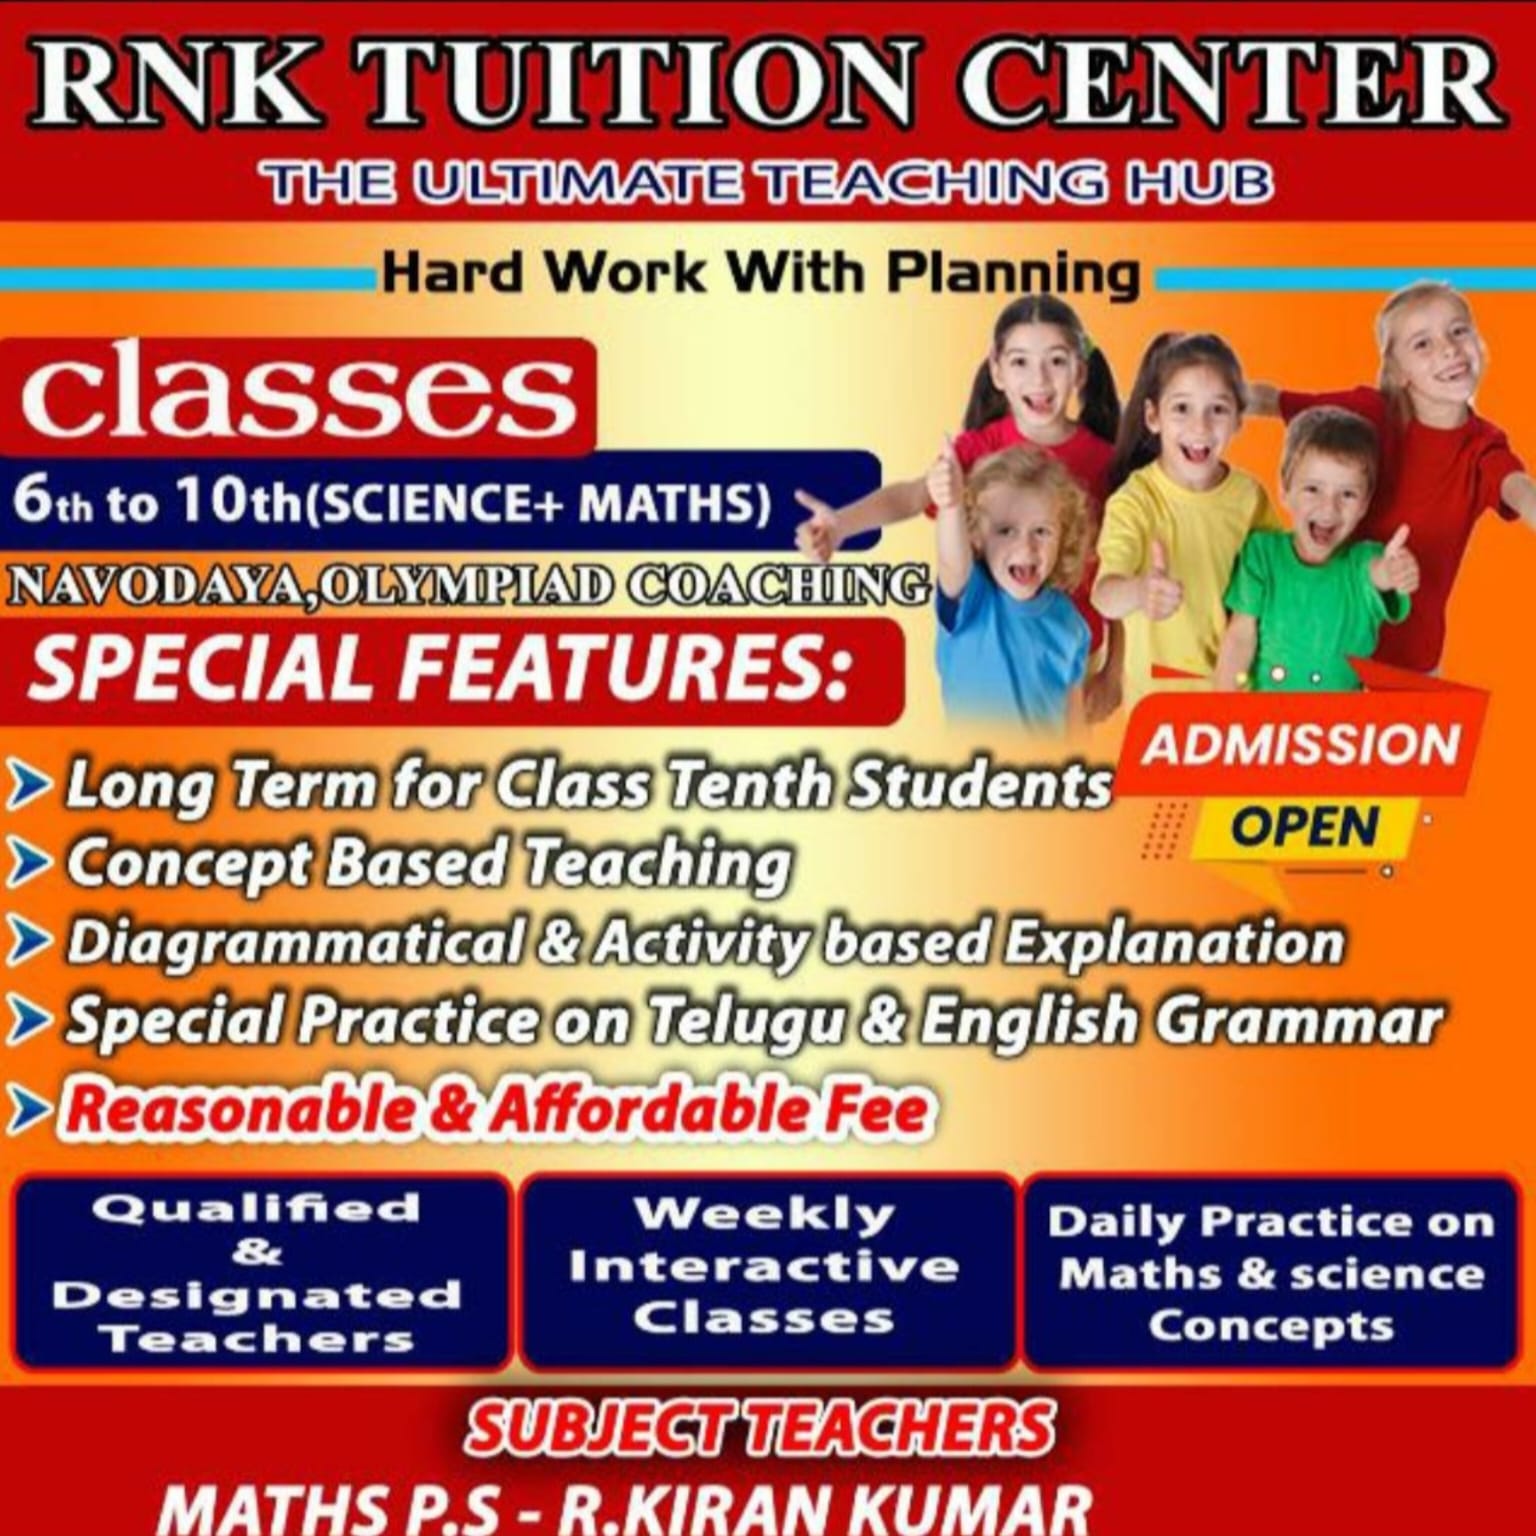 RNK TUITION CENTER
THE ULTIMATE TEACHING HUB
Hard Work With Planning
classes
6th to 10th(SCIENCE+ MATHS)
NAVODAYA,OLYMPIAD COACHING
SPECIAL FEATURES:
ADMISSION
OPEN
Long Term for Class Tenth Students
Concept Based Teaching
Diagrammatical & Activity based Explanation
Special Practice on Telugu & English Grammar
Reasonable & Affordable Fee
Qualified
&
Designated
Teachers
Weekly
Interactive
Classes
Daily Practice on
Maths & science
Concepts
SUBJECT TEACHERS
MATHS P.S - R.KIRAN KUMAR